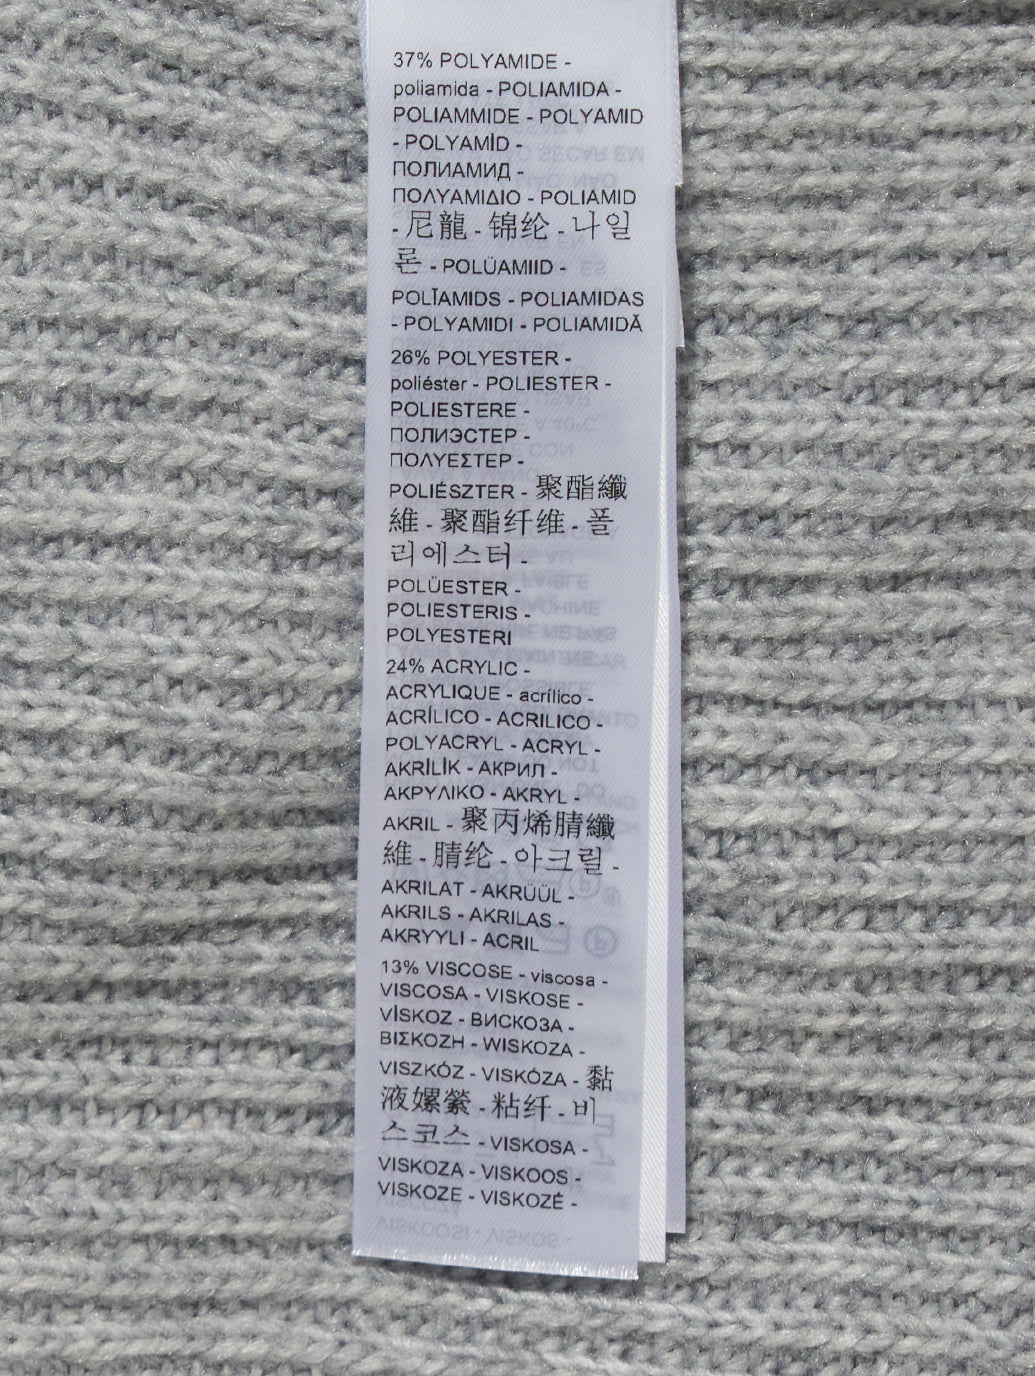 37% POLYAMIDE -
poliamida - POLIAMIDA -
POLIAMMIDE - POLYAMID
- POLYAMİD -
ПОЛИАМИД -
ΠΟΛΥΑΜΙΔΙΟ - POLIAMID
- 尼龍 - 锦纶 - 나일
론 - POLÜAMIID -
POLĪAMIDS - POLIAMIDAS
- POLYAMIDI - POLIAMIDĂ
26% POLYESTER -
poliéster - POLIESTER -
POLIESTERE -
ПОЛИЭСТЕР -
ΠΟΛΥΕΣΤΕΡ -
POLIÉSZTER - 聚酯纖
維 - 聚酯纤维 - 폴
리에스터 -
POLÜESTER -
POLIESTERIS -
POLYESTERI
24% ACRYLIC -
ACRYLIQUE - acrílico -
ACRÍLICO - ACRILICO -
POLYACRYL - ACRYL -
AKRİLİK - АКРИЛ -
ΑΚΡΥΛΙΚΟ - AKRYL -
AKRIL - 聚丙烯腈纖
維 - 腈纶 - 아크릴 -
AKRILAT - AKRÜÜL -
AKRILS - AKRILAS -
AKRYYLI - ACRIL
13% VISCOSE - viscosa -
VISCOSA - VISKOSE -
VİSKOZ - ВИСКОЗА -
ΒΙΣΚΟΖΗ - WISKOZA -
VISZKÓZ - VISKÓZA - 黏
液嫘縈 - 粘纤 - 비
스코스 - VISKOSA -
VISKOZA - VISKOOS -
VISKOZE - VISKOZĖ -